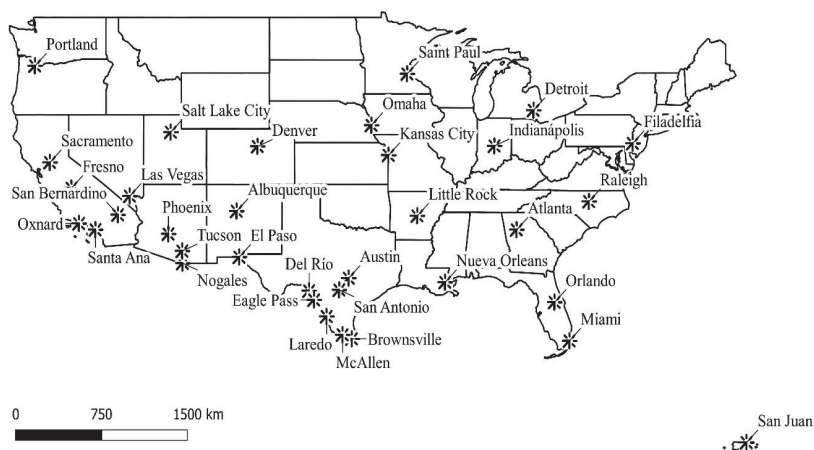 Portland
Saint Paul
Detroit
Salt Lake City
Omaha
Denver
Kansas City
Indianápolis
Filadelfia
Sacramento
Fresno
Las Vegas
San Bernardino
Albuquerque
Little Rock
Raleigh
Phoenix
Atlanta
Oxnard
Tucson
El Paso
Santa Ana
Nogales
Del Río
Austin
Nueva Orleans
Eagle Pass
San Antonio
Orlando
Laredo
Brownsville
Miami
McAllen
0 750 1500 km
San Juan